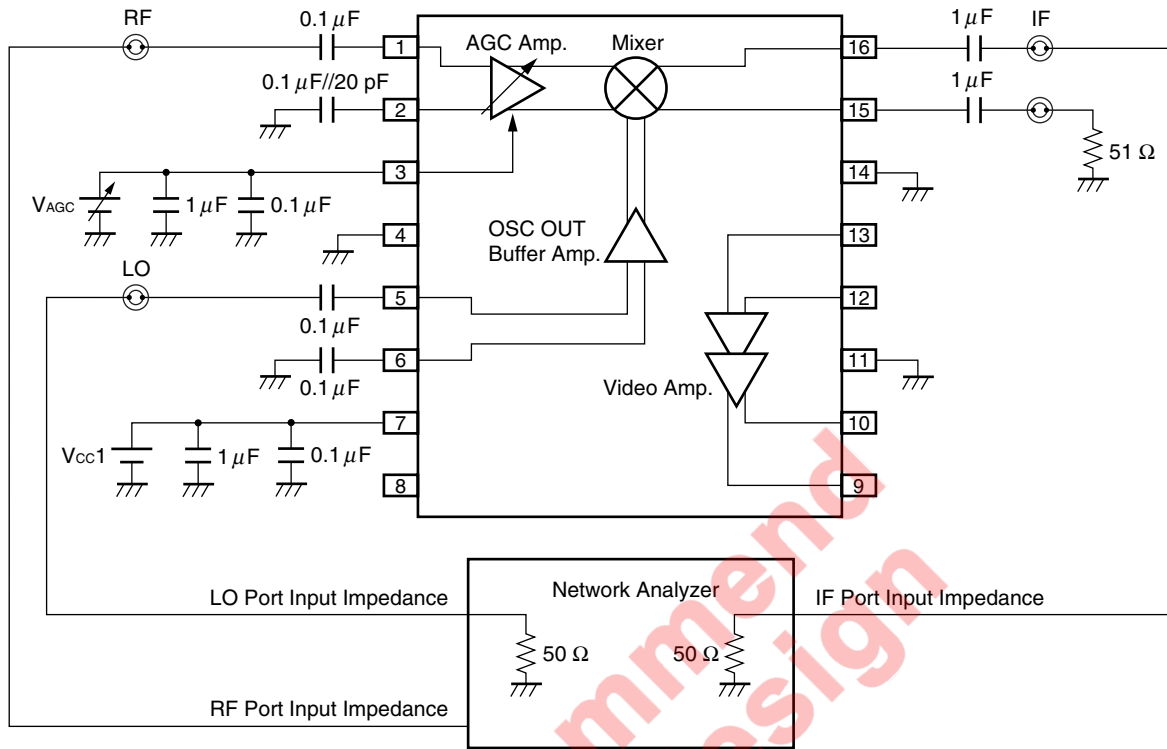 RF
0.1 μF
1
AGC Amp.
Mixer
16
1 μF
IF
0.1 μF//20 pF
2
15
1 μF
51 Ω
3
14
VAGC
1 μF
0.1 μF
4
OSC OUT
Buffer Amp.
13
LO
5
12
0.1 μF
6
11
0.1 μF
Video Amp.
7
10
VCC1
1 μF
0.1 μF
8
9
Network Analyzer
LO Port Input Impedance
IF Port Input Impedance
50 Ω
50 Ω
RF Port Input Impedance
mmend
esign